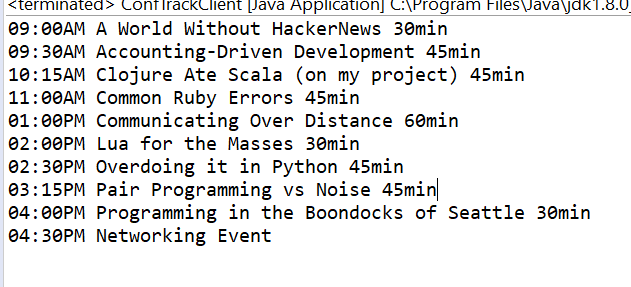 <terminated> ConfTrackClient [Java Application] C:\Program Files\Java\jdk1.8.0_
09:00AM A World Without HackerNews 30min
09:30AM Accounting-Driven Development 45min
10:15AM Clojure Ate Scala (on my project) 45min
11:00AM Common Ruby Errors 45min
01:00PM Communicating Over Distance 60min
02:00PM Lua for the Masses 30min
02:30PM Overdoing it in Python 45min
03:15PM Pair Programming vs Noise 45min
04:00PM Programming in the Boondocks of Seattle 30min
04:30PM Networking Event